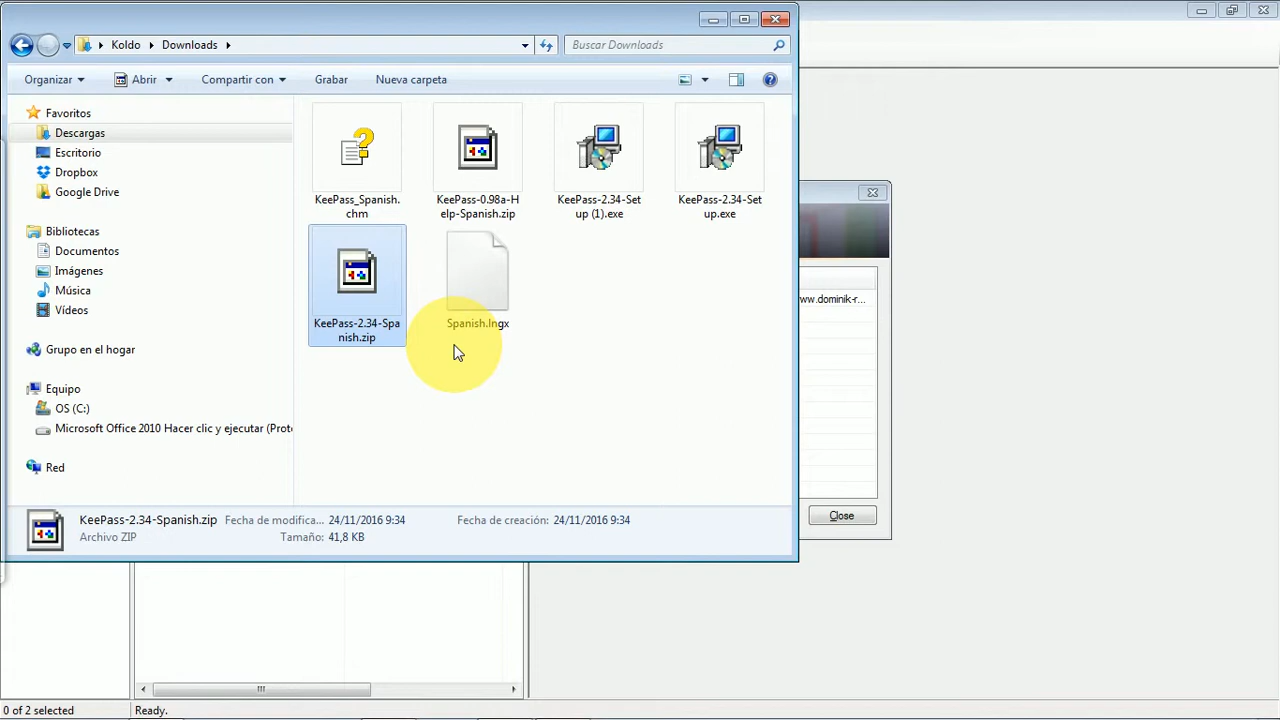 Koldo
Downloads
Buscar Downloads
Organizar
Abrir
Compartir con
Grabar
Nueva carpeta
Favoritos
Descargas
Escritorio
Dropbox
Google Drive
Bibliotecas
Documentos
Imágenes
Música
Vídeos
Grupo en el hogar
Equipo
OS (C:)
Microsoft Office 2010 Hacer clic y ejecutar (Prote
Red
KeePass_Spanish.
chm
KeePass-0.98a-H
elp-Spanish.zip
KeePass-2.34-Set
up (1).exe
KeePass-2.34-Set
up.exe
KeePass-2.34-Spa
nish.zip
Spanish.lngx
ww.dominik-r...
Close
KeePass-2.34-Spanish.zip
Fecha de modifica... 24/11/2016 9:34
Fecha de creación: 24/11/2016 9:34
Archivo ZIP
Tamaño: 41,8 KB
0 of 2 selected
Ready.